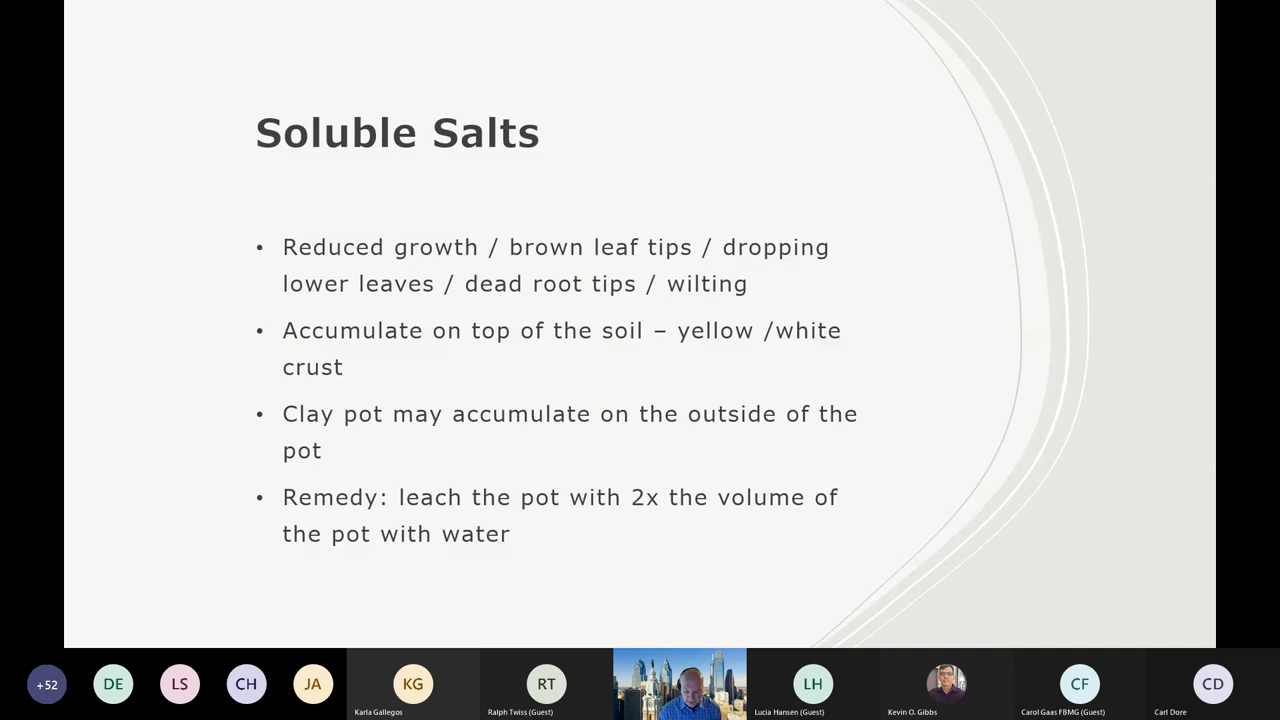 Soluble Salts
• Reduced growth / brown leaf tips / dropping
lower leaves / dead root tips / wilting
• Accumulate on top of the soil – yellow /white
crust
• Clay pot may accumulate on the outside of the
pot
• Remedy: leach the pot with 2x the volume of
the pot with water
+52
DE
LS
CH
JA
KG
RT
LH
CF
CD
Karla Gallegos
Ralph Twiss (Guest)
Lucia Hansen (Guest)
Kevin O. Gibbs
Carol Gaas FBMG (Guest)
Carl Dore